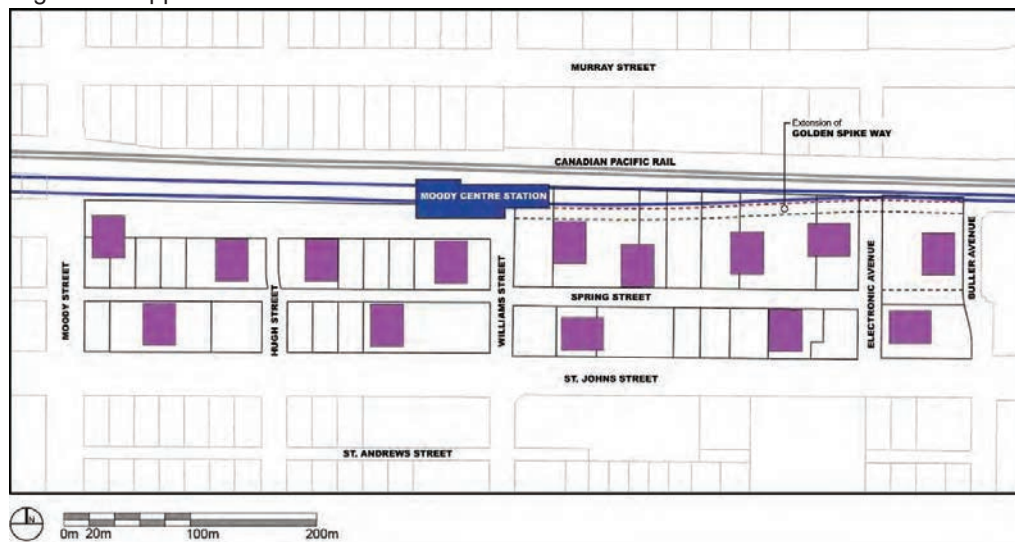 MURRAY STREET
Extension of
GOLDEN SPIKE WAY
CANADIAN PACIFIC RAIL
MOODY CENTRE STATION
MOODY STREET
HUGH STREET
WILLIAMS STREET
SPRING STREET
ELECTRONIC AVENUE
BULLER AVENUE
ST. JOHNS STREET
ST. ANDREWS STREET
N
0m 20m 100m 200m